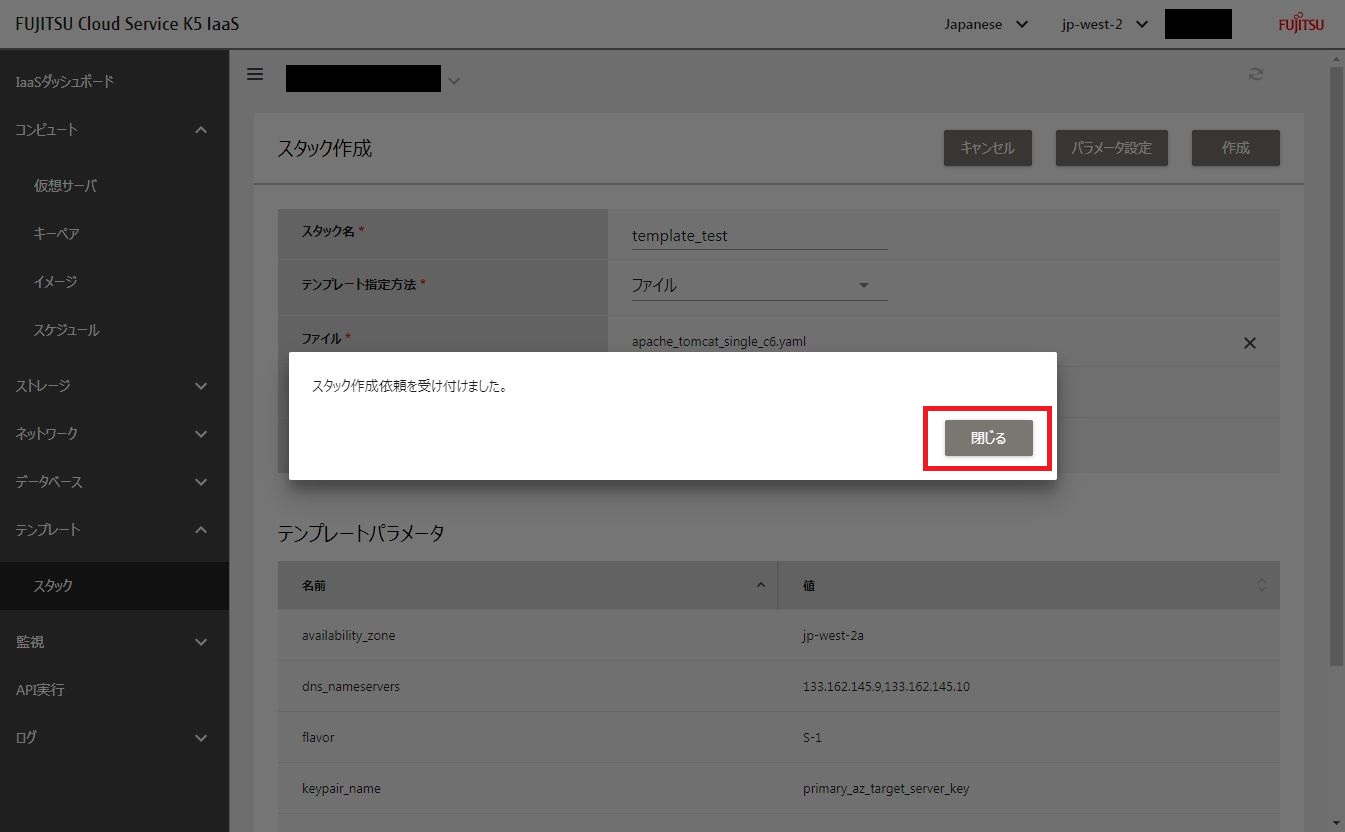 FUJITSU Cloud Service K5 IaaS
Japanese
jp-west-2
FUJITSU
IaaSダッシュボード
コンピュート
仮想サーバ
キーペア
イメージ
スケジュール
ストレージ
ネットワーク
データベース
テンプレート
スタック
監視
API実行
ログ
スタック作成
キャンセル
パラメータ設定
作成
スタック名 *
template_test
テンプレート指定方法 *
ファイル
ファイル *
apache_tomcat_single_c6.yaml
スタック作成依頼を受け付けました。
閉じる
テンプレートパラメータ
名前
値
availability_zone
jp-west-2a
dns_nameservers
133.162.145.9,133.162.145.10
flavor
S-1
keypair_name
primary_az_target_server_key